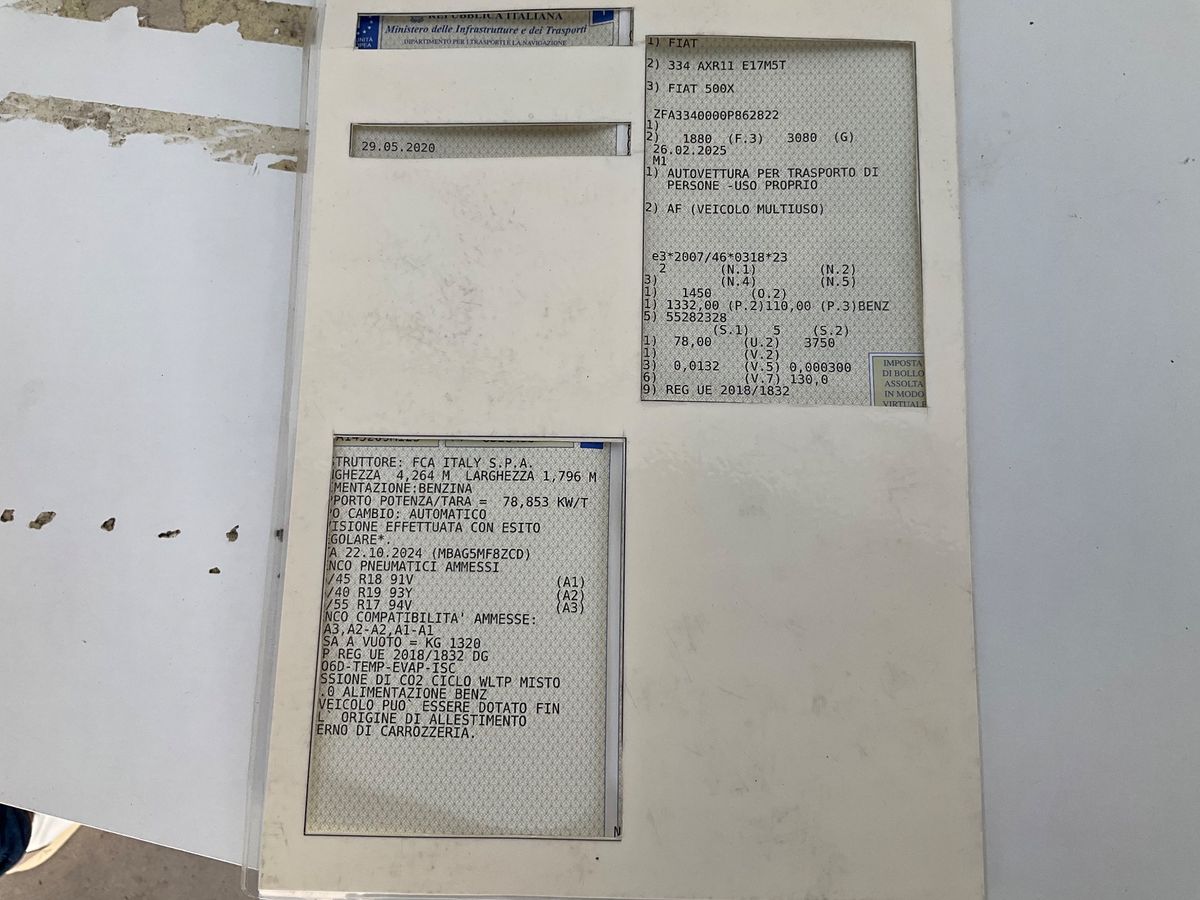 REPUBBLICA ITALIANA
Ministero delle Infrastrutture e dei Trasporti
DIPARTIMENTO PER I TRASPORTI E LA NAVIGAZIONE
29.05.2020
1) FIAT
2) 334 AXR11 E17M5T
3) FIAT 500X
ZFA3340000P862822
1)
2) 1880 (F.3) 3080 (G)
26.02.2025
M1
1) AUTOVETTURA PER TRASPORTO DI
PERSONE -USO PROPRIO
2) AF (VEICOLO MULTIUSO)
e3*2007/46*0318*23
2 (N.1) (N.2)
3) (N.4) (N.5)
1) 1450 (O.2)
1) 1332,00 (P.2)110,00 (P.3)BENZ
5) 55282328
(S.1) 5 (S.2)
1) 78,00 (U.2) 3750
1) (V.2)
3) 0,0132 (V.5) 0,000300
6) (V.7) 130,0
9) REG UE 2018/1832
IMPOSTA
DI BOLLO
ASSOLTA
IN MODO
VIRTUALE
TRUTTORE: FCA ITALY S.P.A.
GHEZZA 4,264 M LARGHEZZA 1,796 M
MENTAZIONE:BENZINA
PORTO POTENZA/TARA = 78,853 KW/T
O CAMBIO: AUTOMATICO
ISIONE EFFETTUATA CON ESITO
GOLARE*.
A 22.10.2024 (MBAG5MF8ZCD)
NCO PNEUMATICI AMMESSI
/45 R18 91V (A1)
/40 R19 93Y (A2)
/55 R17 94V (A3)
NCO COMPATIBILITA' AMMESSE:
A3,A2-A2,A1-A1
SA A VUOTO = KG 1320
P REG UE 2018/1832 DG
O6D-TEMP-EVAP-ISC
SSIONE DI CO2 CICLO WLTP MISTO
.0 ALIMENTAZIONE BENZ
VEICOLO PUO` ESSERE DOTATO FIN
L` ORIGINE DI ALLESTIMENTO
ERNO DI CARROZZERIA.
N